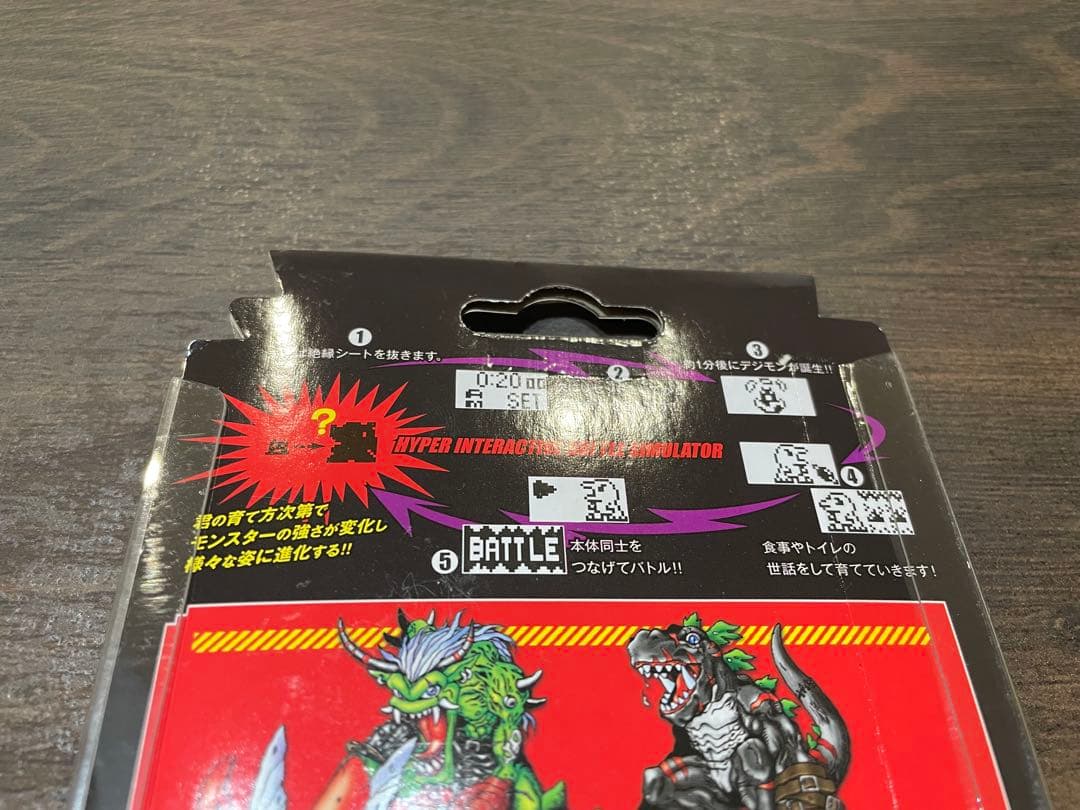 1
絶縁シートを抜きます。
2
0:20
SET
3
1分後にデジモンが誕生!!
?
HYPER INTERACTIVE BATTLE SIMULATOR
4
君の育て方次第で
モンスターの強さが変化し
様々な姿に進化する!!
5
BATTLE
本体同士を
つなげてバトル!!
食事やトイレの
世話をして育てていきます!